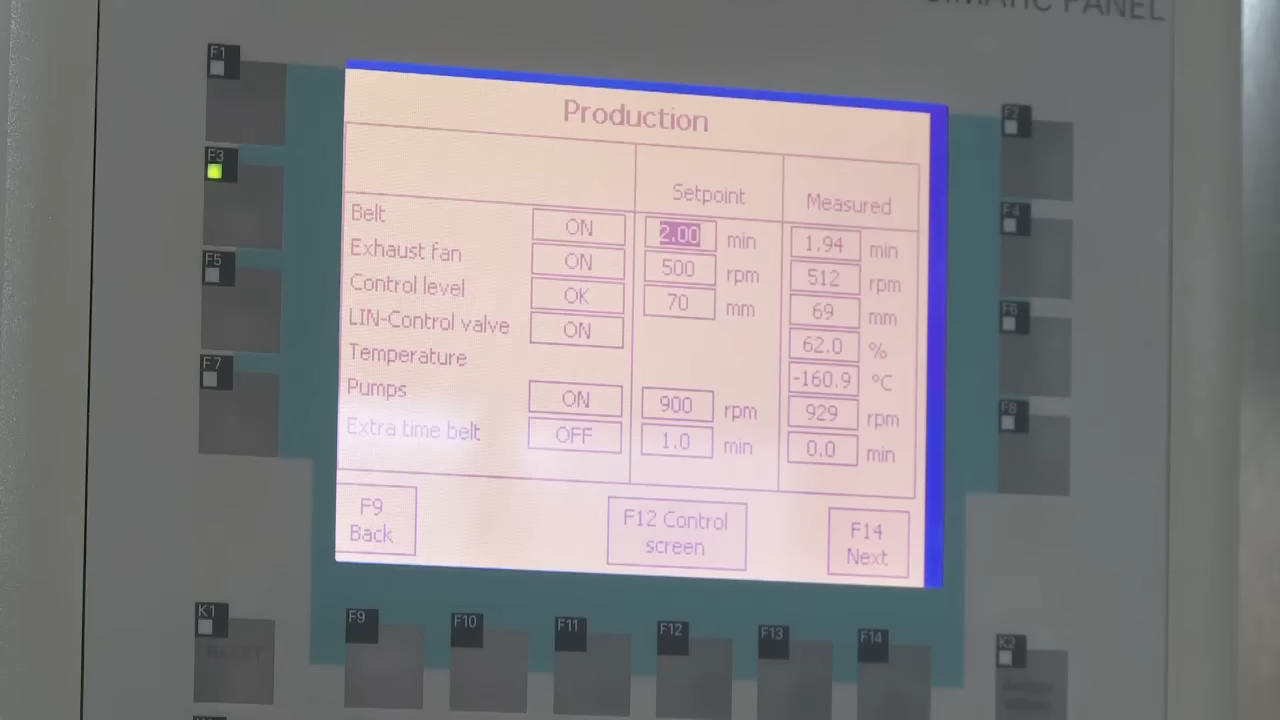 SIMATIC PANEL
F1
F2
F3
F4
F5
F6
F7
F8
Production
Setpoint Measured
Belt ON 2.00 min 1.94 min
Exhaust fan ON 500 rpm 512 rpm
Control level OK 70 mm 69 mm
LIN-Control valve ON 62.0 %
Temperature -160.9 °C
Pumps ON 900 rpm 929 rpm
Extra time belt OFF 1.0 min 0.0 min
F9
Back
F12 Control
screen
F14
Next
K1
F9 F10 F11 F12 F13 F14
K2